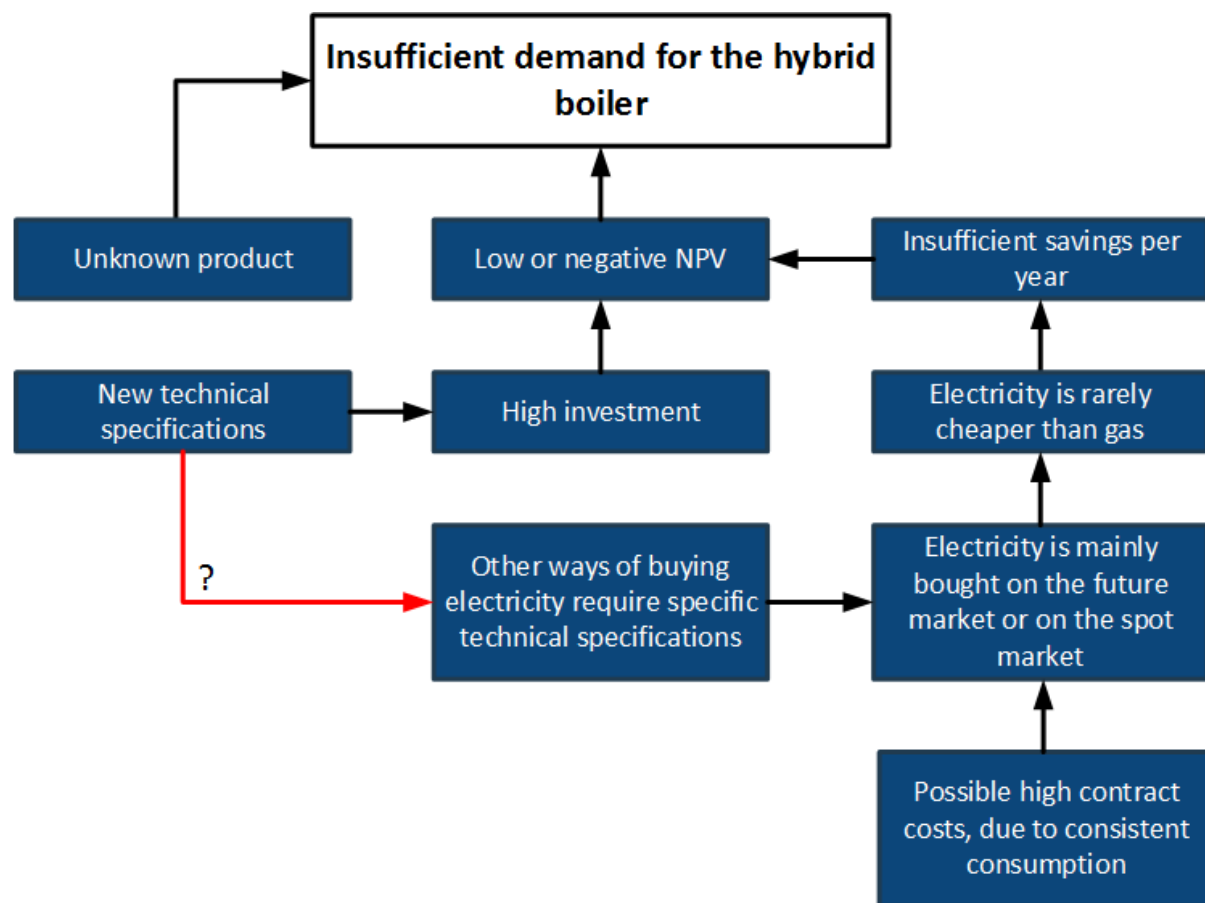 Insufficient demand for the hybrid
boiler
Unknown product
Low or negative NPV
Insufficient savings per
year
New technical
specifications
High investment
Electricity is rarely
cheaper than gas
?
Other ways of buying
electricity require specific
technical specifications
Electricity is mainly
bought on the future
market or on the spot
market
Possible high contract
costs, due to consistent
consumption